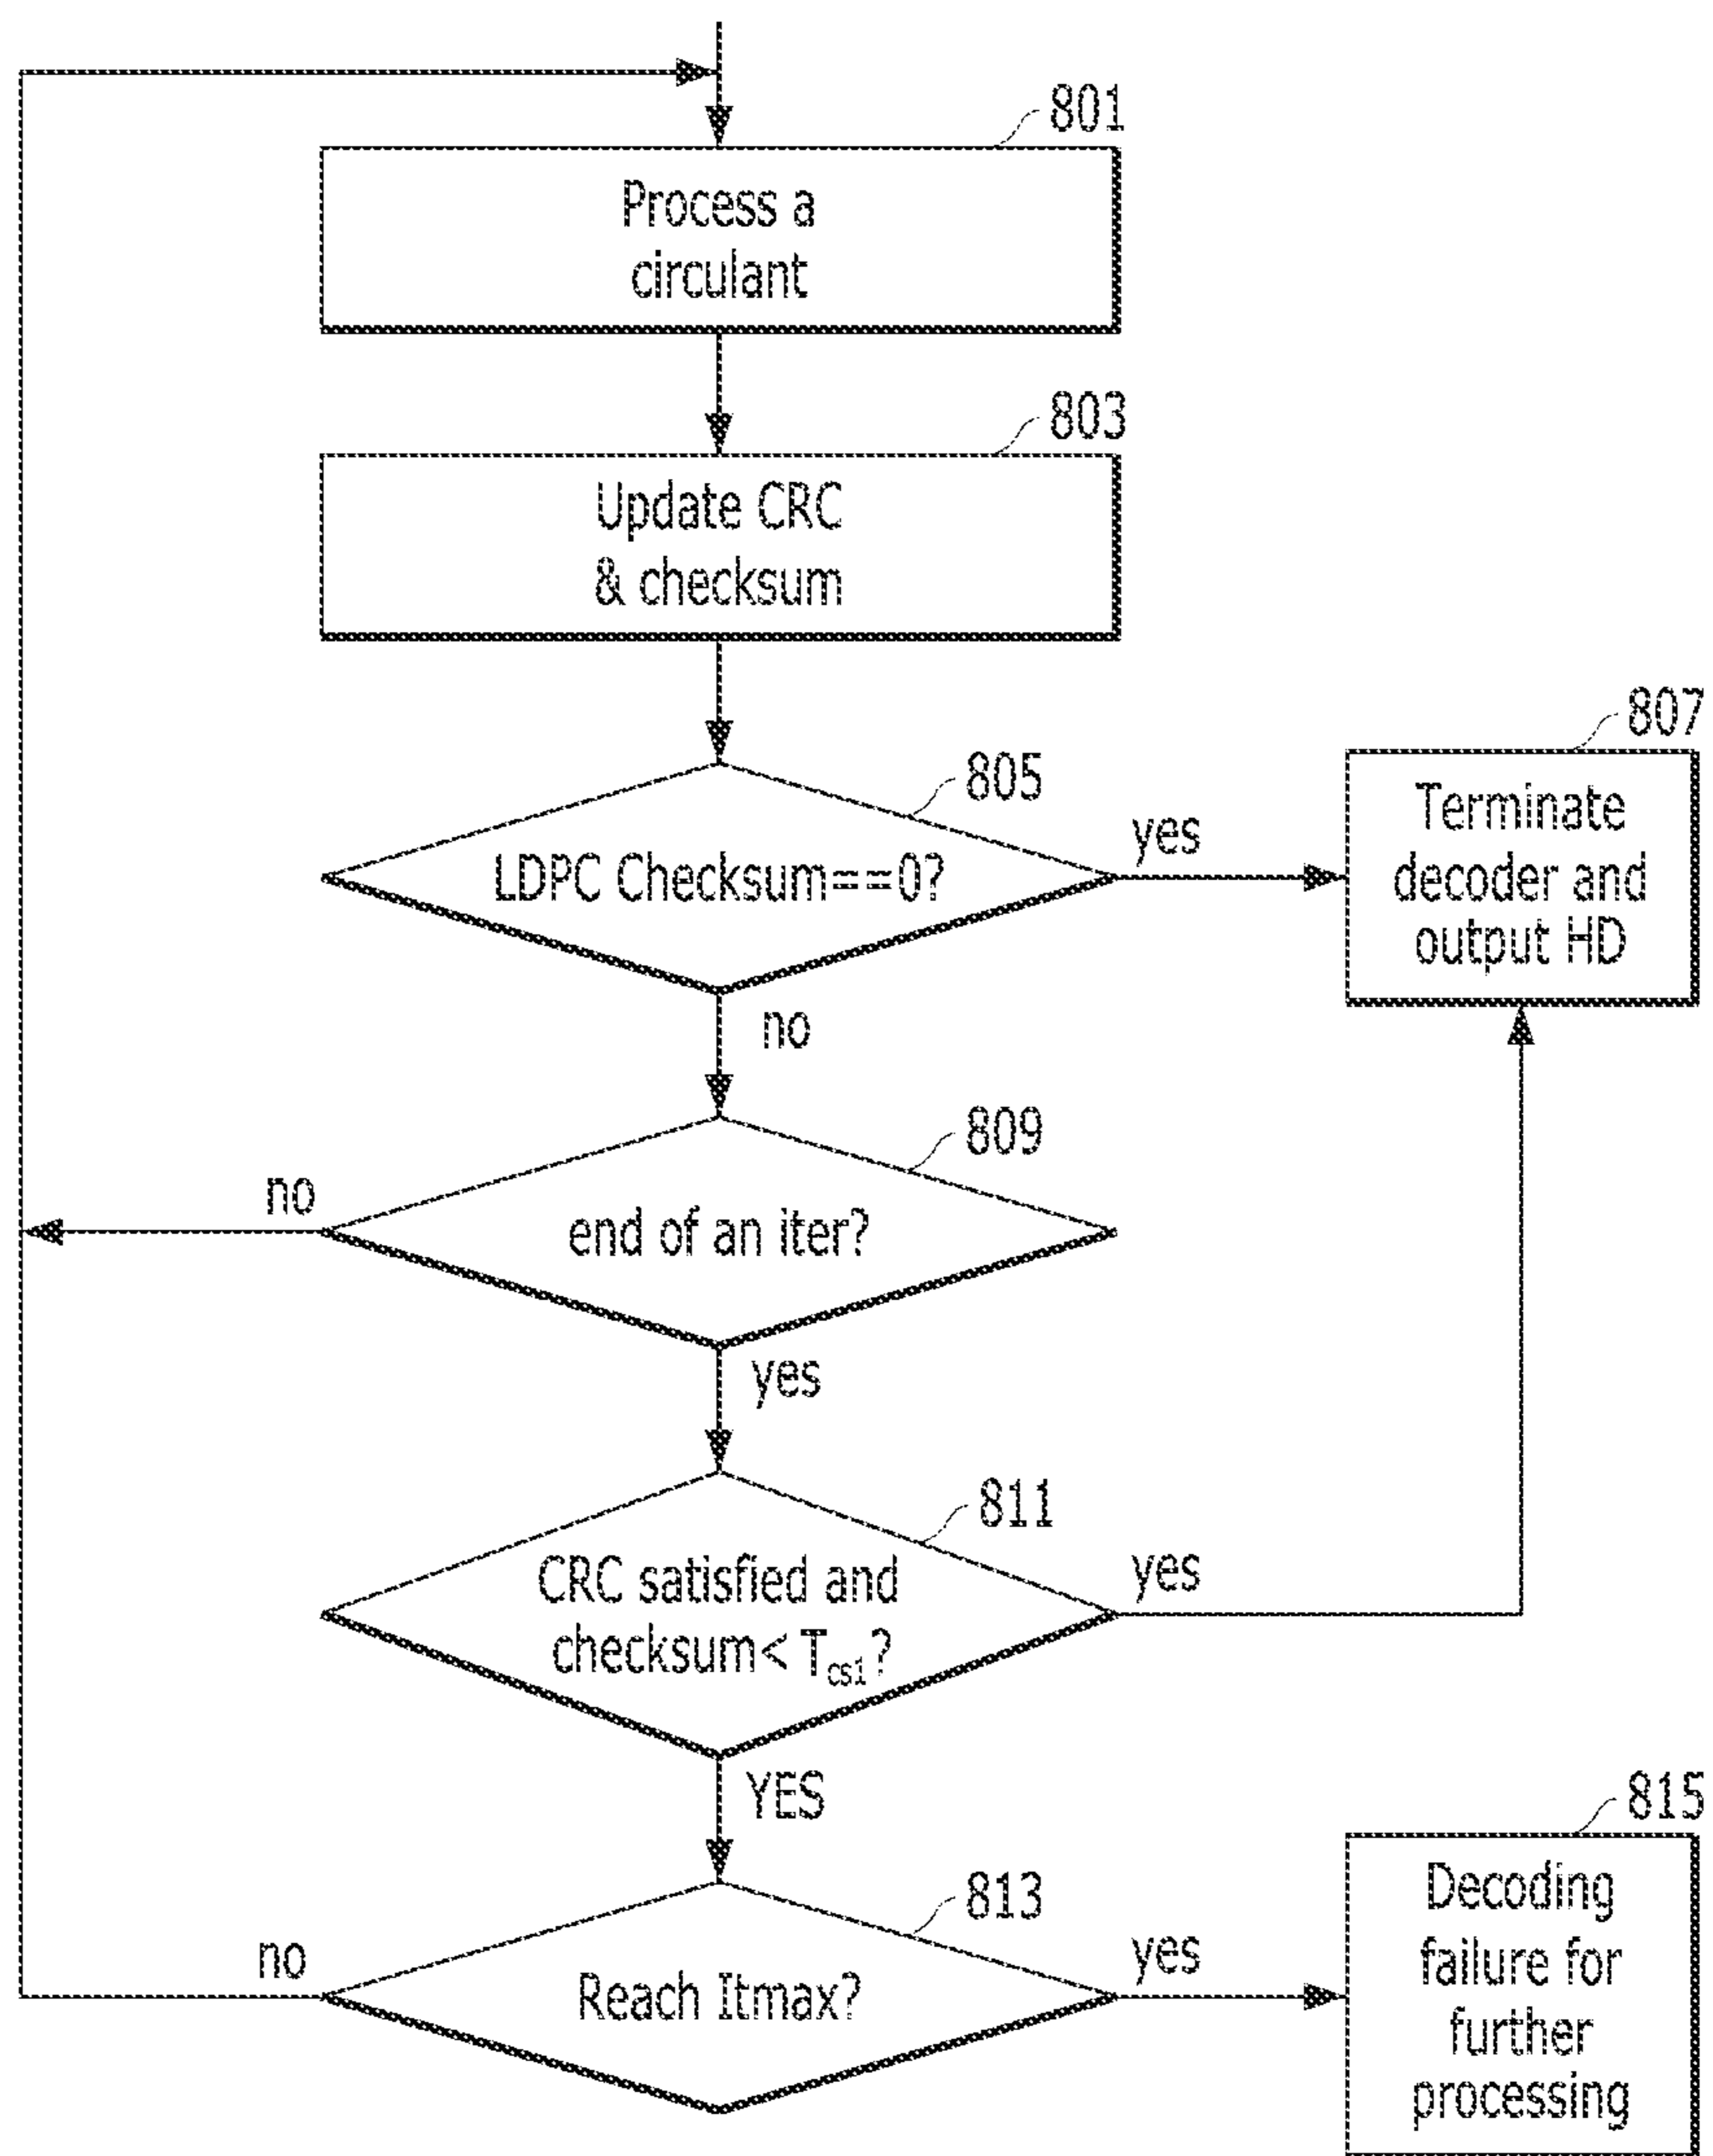 801
Process a
circulant
803
Update CRC
& checksum
805
LDPC Checksum==0?
yes
807
Terminate
decoder and
output HD
no
809
no
end of an iter?
yes
811
CRC satisfied and
checksum< Tcs1?
yes
YES
813
no
Reach Itmax?
yes
815
Decoding
failure for
further
processing